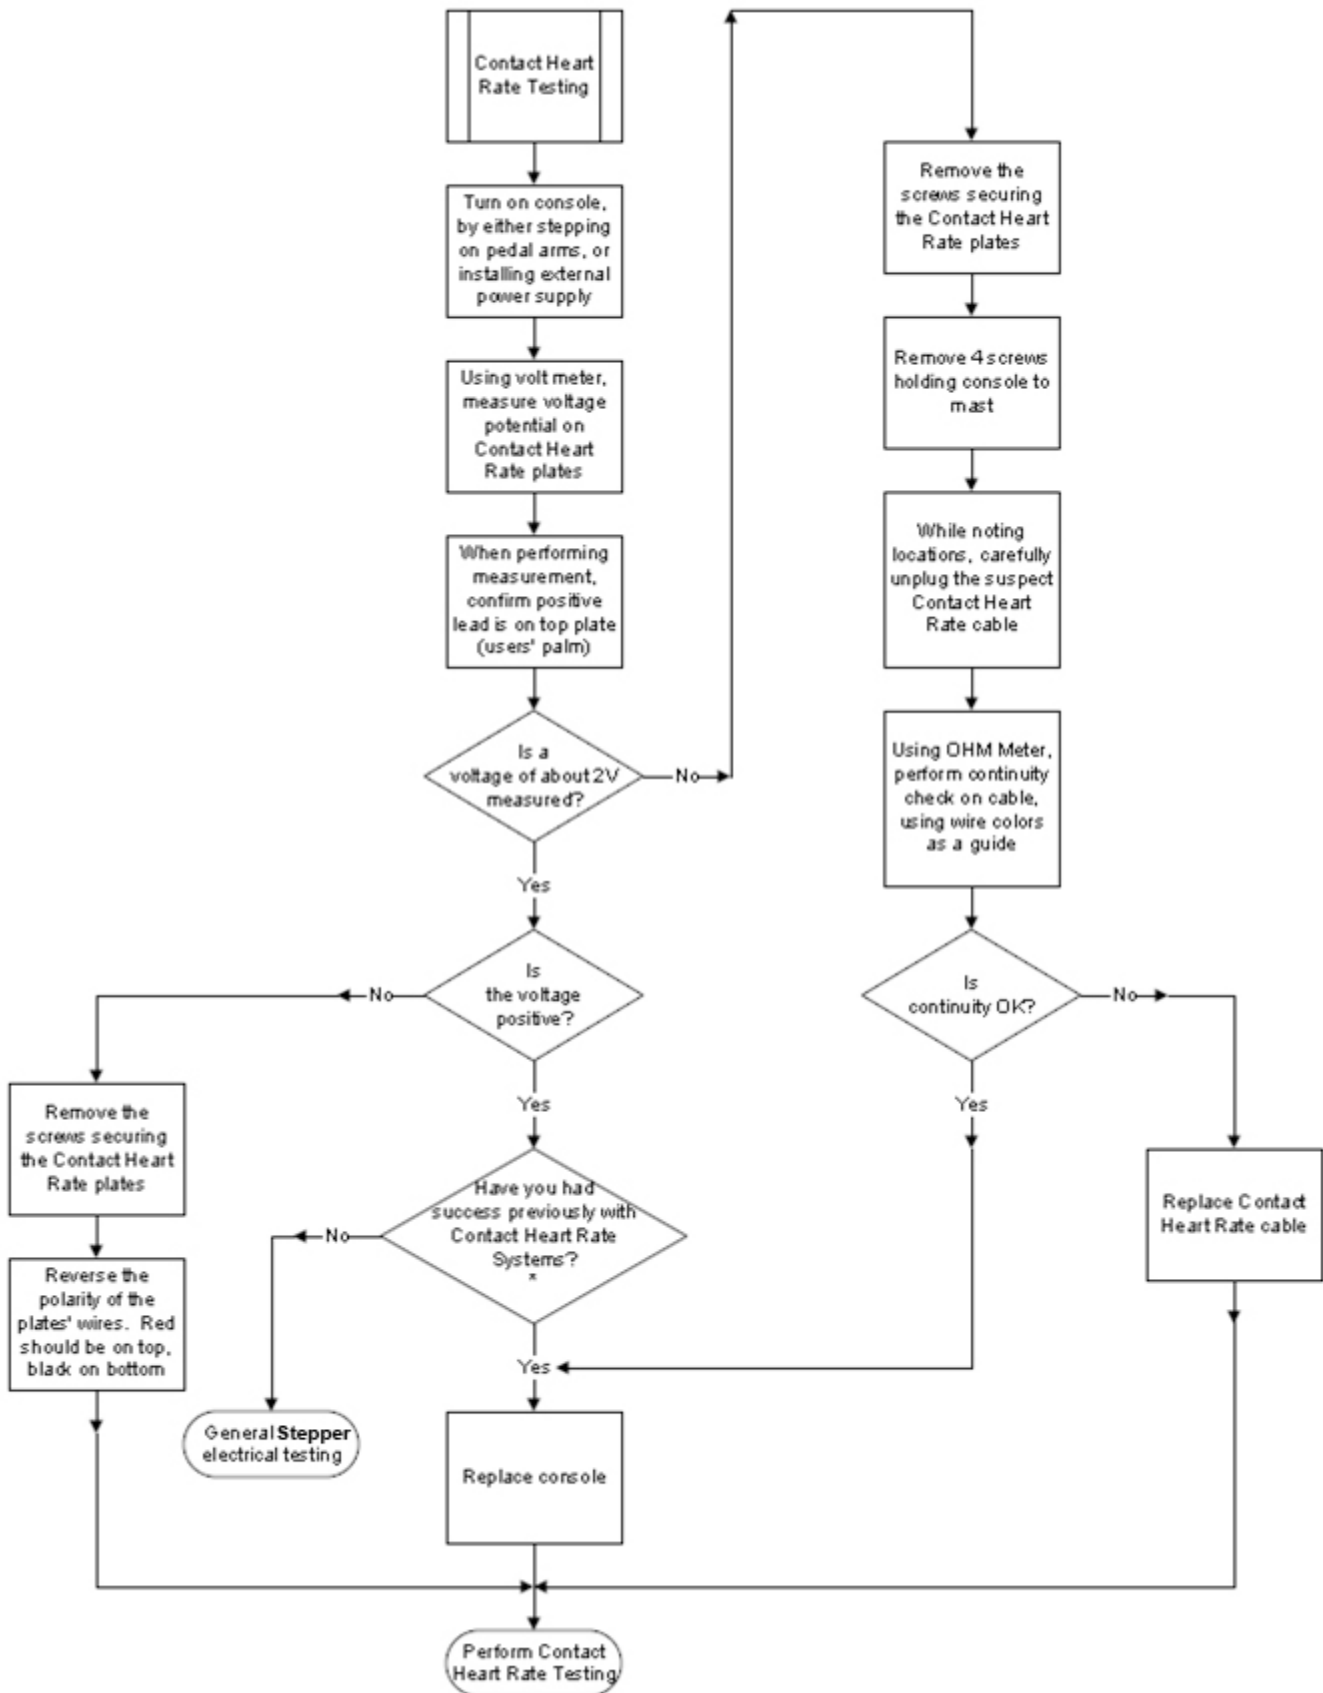 Contact Heart
Rate Testing
Turn on console,
by either stepping
on pedal arms, or
installing external
power supply
Using volt meter,
measure voltage
potential on
Contact Heart
Rate plates
When performing
measurement,
confirm positive
lead is on top plate
(users' palm)
Is a
voltage of about 2V
measured?
No
Yes
Is
the voltage
positive?
No
Yes
Remove the
screws securing
the Contact Heart
Rate plates
Reverse the
polarity of the
plates' wires. Red
should be on top,
black on bottom
Have you had
success previously with
Contact Heart Rate
Systems?
*
No
Yes
General Stepper
electrical testing
Replace console
Remove the
screws securing
the Contact Heart
Rate plates
Remove 4 screws
holding console to
mast
While noting
locations, carefully
unplug the suspect
Contact Heart
Rate cable
Using OHM Meter,
perform continuity
check on cable,
using wire colors
as a guide
Is
continuity OK?
No
Yes
Replace Contact
Heart Rate cable
Perform Contact
Heart Rate Testing